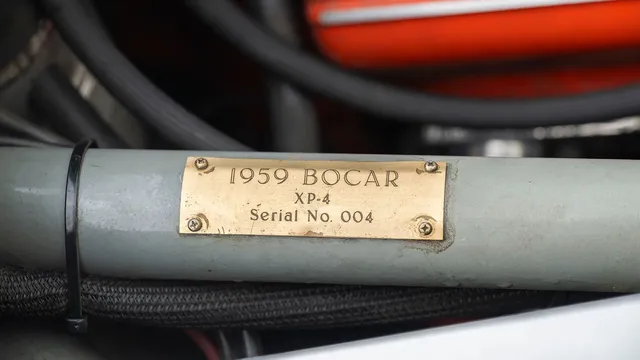 1959 BOCAR
XP-4
Serial No. 004